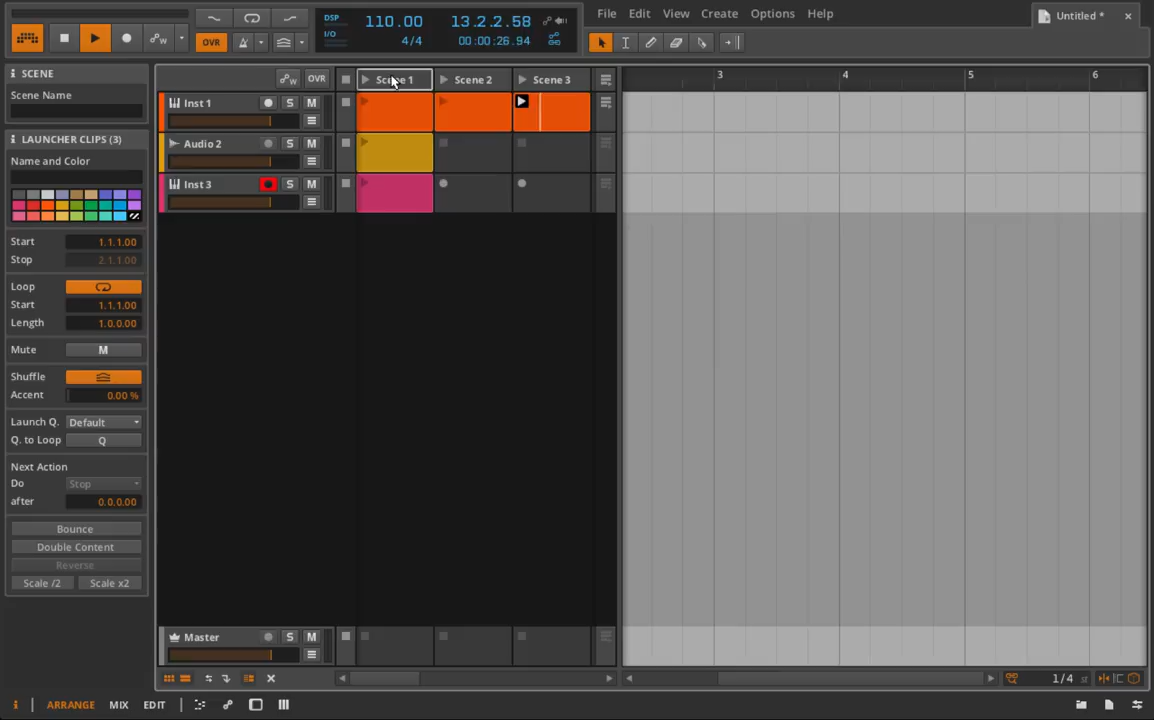 DSP
I/O
110.00
4/4
13.2.2.58
00:00:26.94
File Edit View Create Options Help
Untitled *
OVR
SCENE
Scene Name
LAUNCHER CLIPS (3)
Name and Color
Start 1.1.1.00
Stop 2.1.1.00
Loop
Start 1.1.1.00
Length 1.0.0.00
Mute M
Shuffle
Accent 0.00 %
Launch Q. Default
Q. to Loop Q
Next Action
Do Stop
after 0.0.0.00
Bounce
Double Content
Reverse
Scale /2 Scale x2
OVR
Scene 1 Scene 2 Scene 3
Inst 1 S M
Audio 2 S M
Inst 3 S M
Master S M
3 4 5 6
1/4 st
ARRANGE MIX EDIT